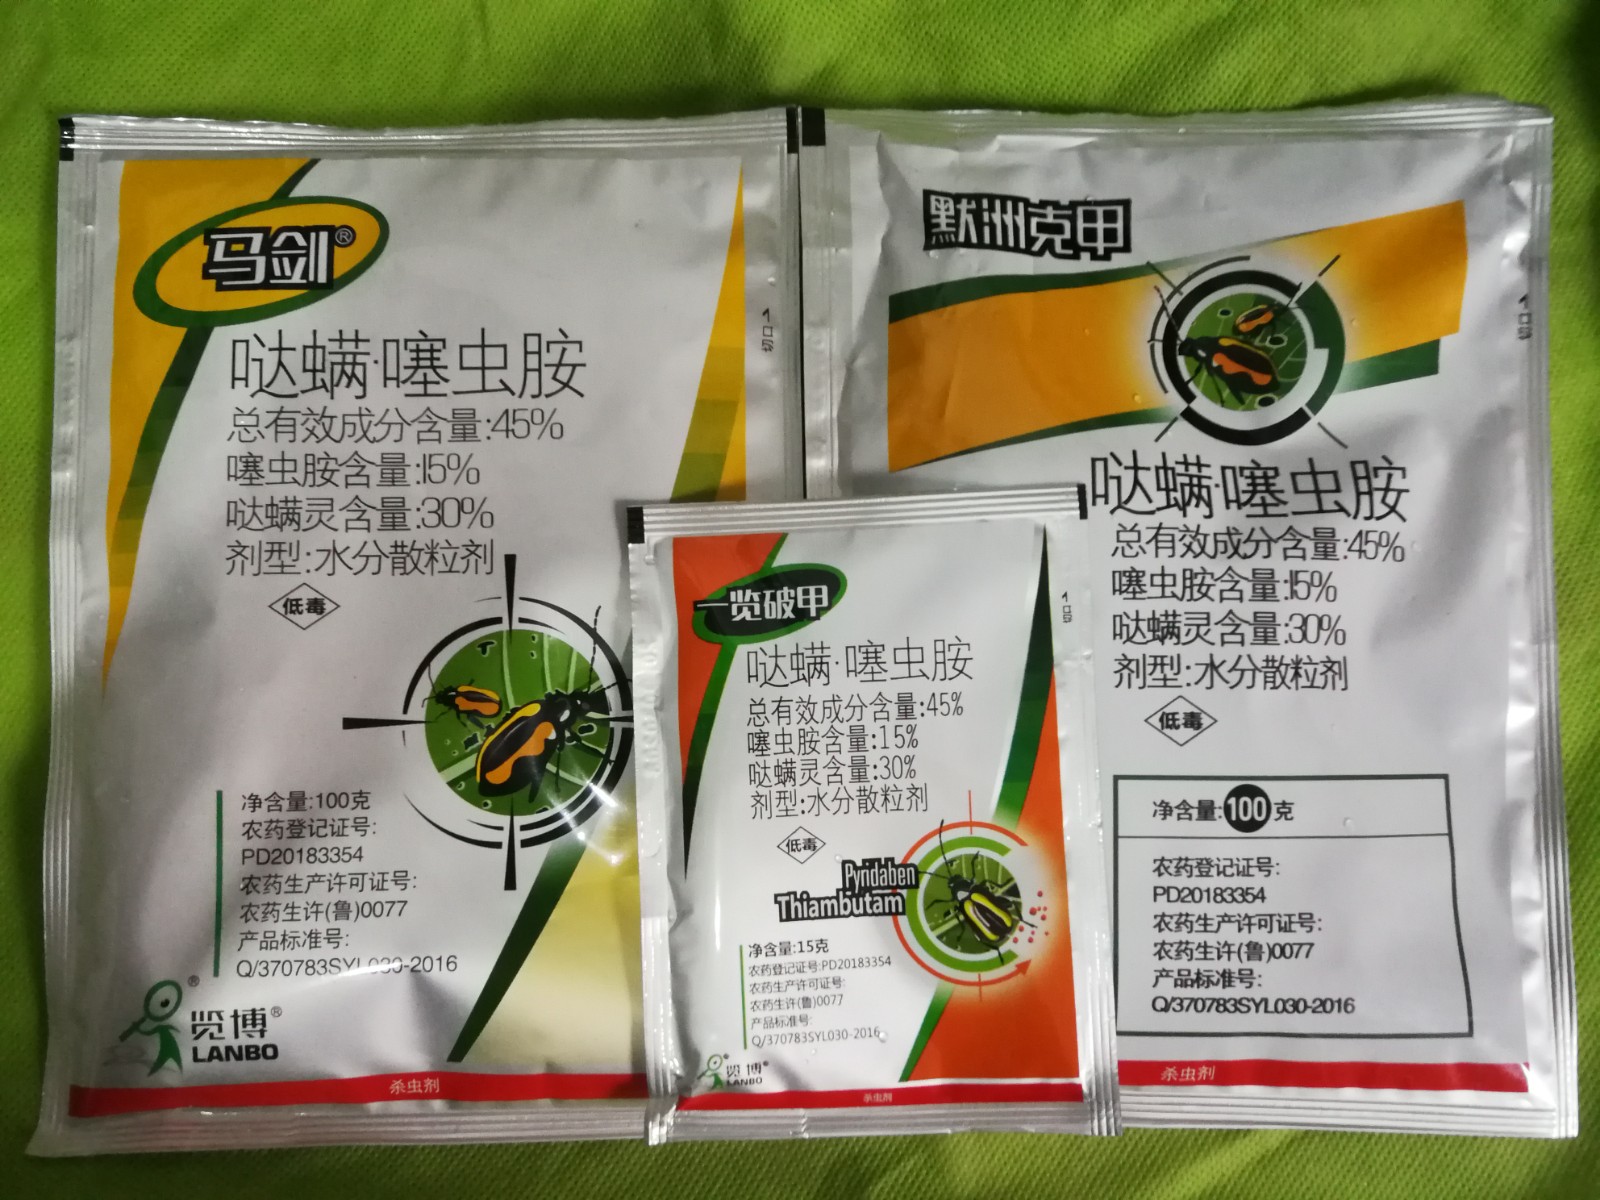 马剑®
哒螨·噻虫胺
总有效成分含量:45%
噻虫胺含量:15%
哒螨灵含量:30%
剂型:水分散粒剂
低毒
切口
净含量:100克
农药登记证号:
PD20183354
农药生产许可证号:
农药生许(鲁)0077
产品标准号:
Q/370783SYL030-2016
®
览博®
LANBO
杀虫剂
一览破甲
哒螨·噻虫胺
总有效成分含量:45%
噻虫胺含量:15%
哒螨灵含量:30%
剂型:水分散粒剂
低毒
切口
Pyridaben
Thiambutam
净含量:15克
农药登记证号:PD20183354
农药生产许可证号:
农药生许(鲁)0077
产品标准号:
Q/370783SYL030-2016
®
览博®
LANBO
杀虫剂
默洲克甲
切口
哒螨·噻虫胺
总有效成分含量:45%
噻虫胺含量:15%
哒螨灵含量:30%
剂型:水分散粒剂
低毒
净含量:100克
农药登记证号:
PD20183354
农药生产许可证号:
农药生许(鲁)0077
产品标准号:
Q/370783SYL030-2016
杀虫剂